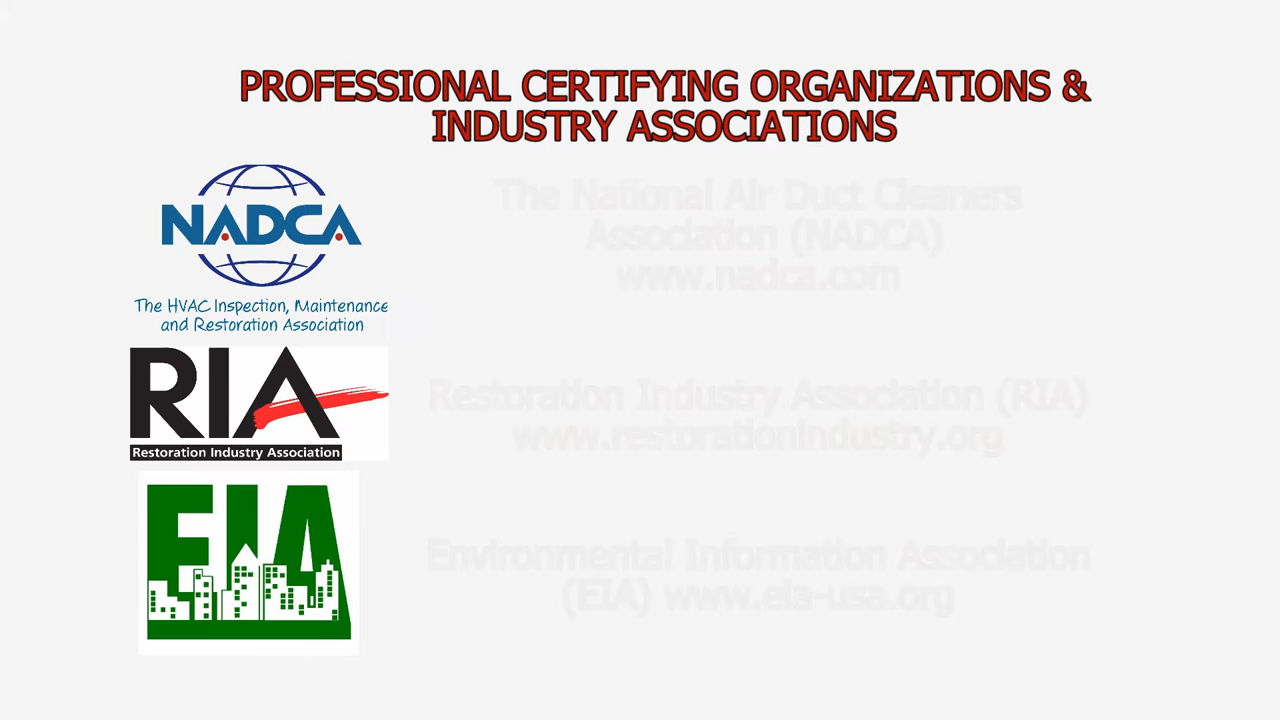 PROFESSIONAL CERTIFYING ORGANIZATIONS &
INDUSTRY ASSOCIATIONS
NADCA
The HVAC Inspection, Maintenance
and Restoration Association
The National Air Duct Cleaners
Association (NADCA)
www.nadca.com
RIA
Restoration Industry Association
Restoration Industry Association (RIA)
www.restorationindustry.org
EIA
Environmental Information Association
(EIA) www.eia-usa.org